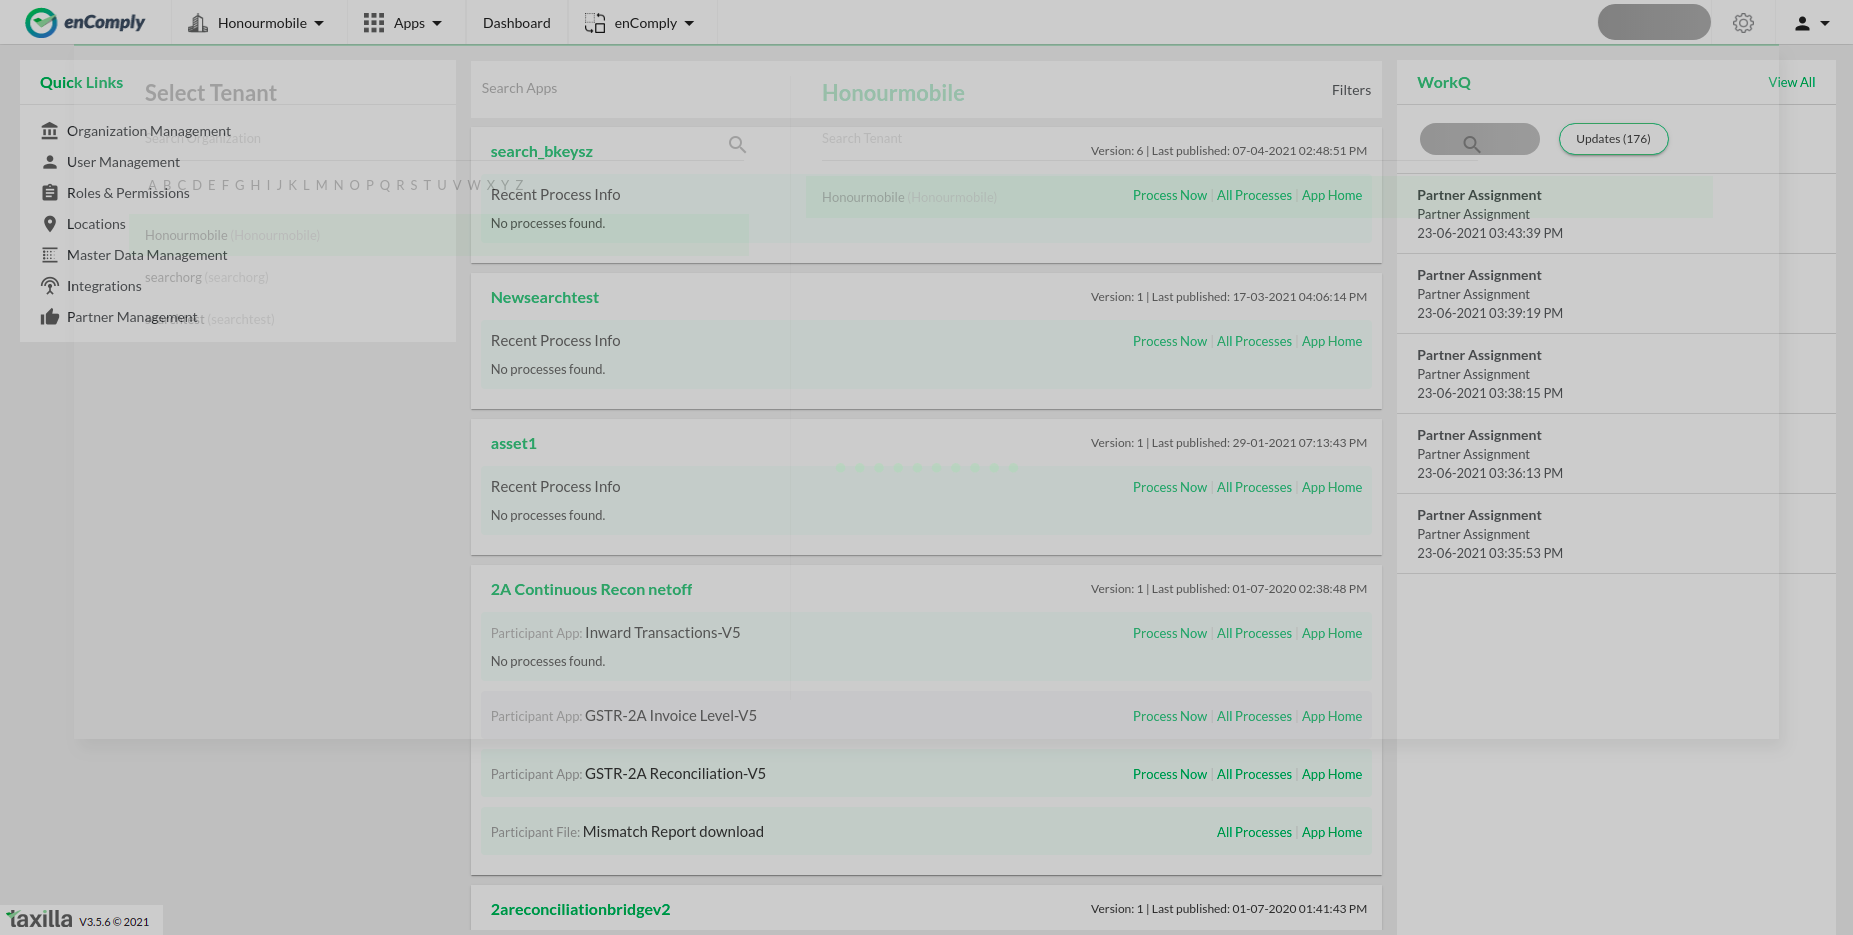 enComply
Honourmobile
Apps
Dashboard
enComply
Quick Links
Organization Management
User Management
Roles & Permissions
Locations
Master Data Management
Integrations
Partner Management
Select Tenant
Search Organization
A B C D E F G H I J K L M N O P Q R S T U V W X Y Z
Honourmobile (Honourmobile)
searchorg (searchorg)
searchtest (searchtest)
Honourmobile
Search Tenant
Honourmobile (Honourmobile)
Search Apps
Filters
search_bkeysz
Version: 6 | Last published: 07-04-2021 02:48:51 PM
Recent Process Info
Process Now | All Processes | App Home
No processes found.
Newsearchtest
Version: 1 | Last published: 17-03-2021 04:06:14 PM
Recent Process Info
Process Now | All Processes | App Home
No processes found.
asset1
Version: 1 | Last published: 29-01-2021 07:13:43 PM
Recent Process Info
Process Now | All Processes | App Home
No processes found.
2A Continuous Recon netoff
Version: 1 | Last published: 01-07-2020 02:38:48 PM
Participant App: Inward Transactions-V5
Process Now | All Processes | App Home
No processes found.
Participant App: GSTR-2A Invoice Level-V5
Process Now | All Processes | App Home
Participant App: GSTR-2A Reconciliation-V5
Process Now | All Processes | App Home
Participant File: Mismatch Report download
All Processes | App Home
2areconciliationbridgev2
Version: 1 | Last published: 01-07-2020 01:41:43 PM
WorkQ
View All
Updates (176)
Partner Assignment
Partner Assignment
23-06-2021 03:43:39 PM
Partner Assignment
Partner Assignment
23-06-2021 03:39:19 PM
Partner Assignment
Partner Assignment
23-06-2021 03:38:15 PM
Partner Assignment
Partner Assignment
23-06-2021 03:36:13 PM
Partner Assignment
Partner Assignment
23-06-2021 03:35:53 PM
taxilla V3.5.6 © 2021